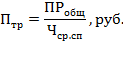 Птр = ПРобщ / Чср.сп , руб.